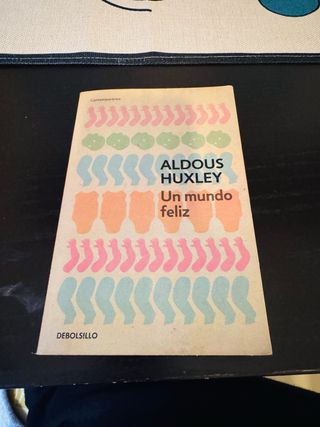 Contemporánea
ALDOUS
HUXLEY
Un mundo
feliz
DEBOLSILLO